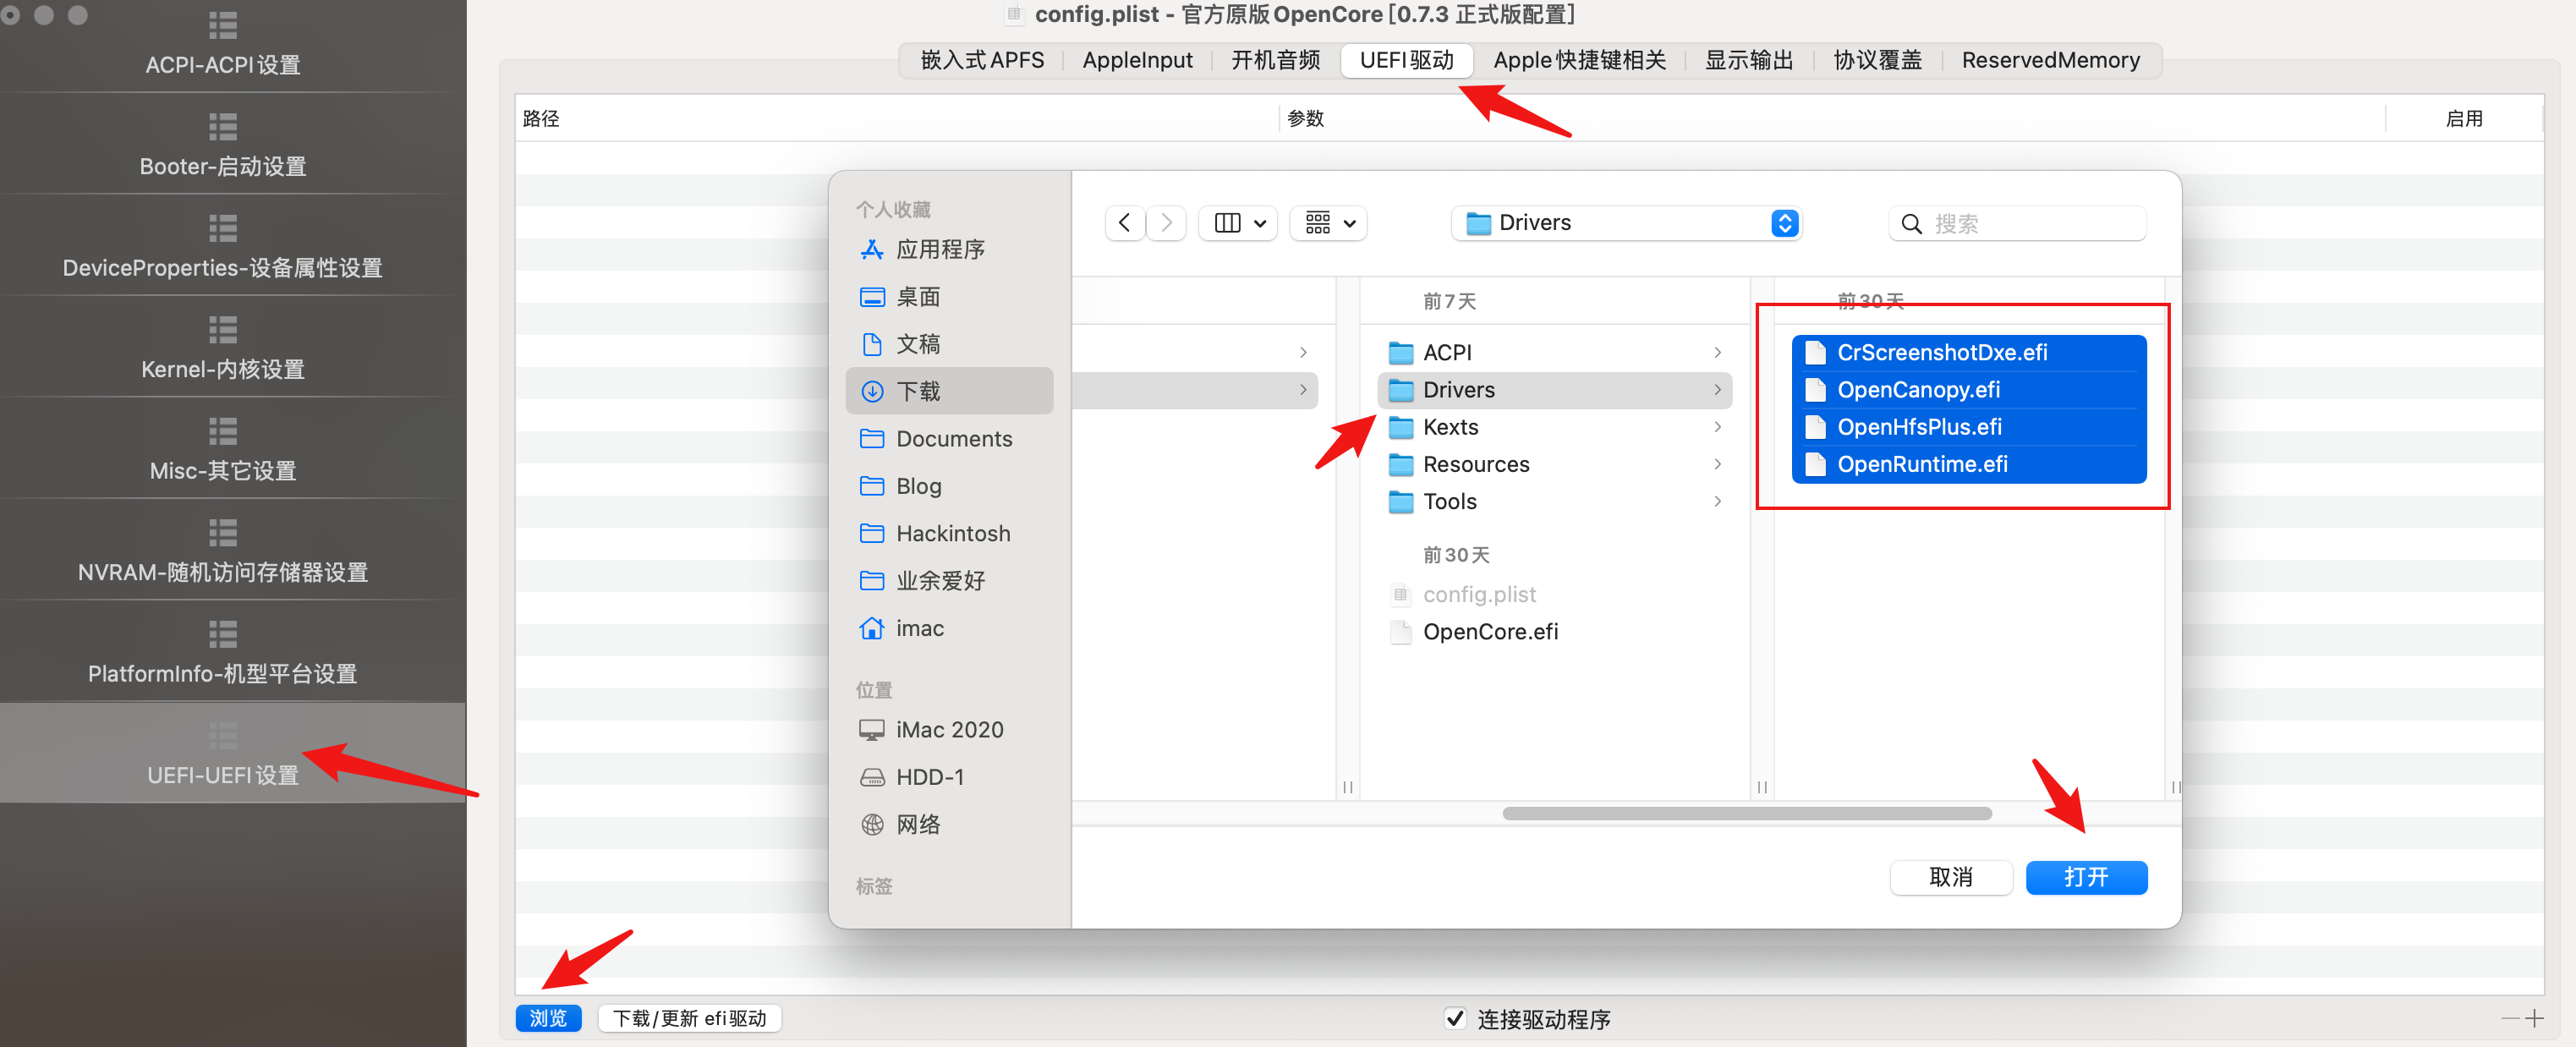 config.plist - 官方原版OpenCore[0.7.3 正式版配置]
ACPI-ACPI设置
Booter-启动设置
DeviceProperties-设备属性设置
Kernel-内核设置
Misc-其它设置
NVRAM-随机访问存储器设置
PlatformInfo-机型平台设置
UEFI-UEFI设置
嵌入式APFS
AppleInput
开机音频
UEFI驱动
Apple快捷键相关
显示输出
协议覆盖
ReservedMemory
路径
参数
启用
个人收藏
应用程序
桌面
文稿
下载
Documents
Blog
Hackintosh
业余爱好
imac
位置
iMac 2020
HDD-1
网络
标签
Drivers
搜索
前7天
ACPI
Drivers
Kexts
Resources
Tools
前30天
config.plist
OpenCore.efi
前30天
CrScreenshotDxe.efi
OpenCanopy.efi
OpenHfsPlus.efi
OpenRuntime.efi
取消
打开
浏览
下载/更新 efi驱动
连接驱动程序